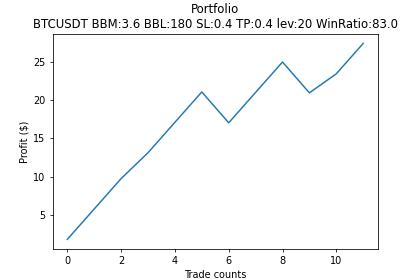 Portfolio
BTCUSDT BBM:3.6 BBL:180 SL:0.4 TP:0.4 lev:20 WinRatio:83.0
Profit ($)
25
20
15
10
5
0
2
4
6
8
10
Trade counts